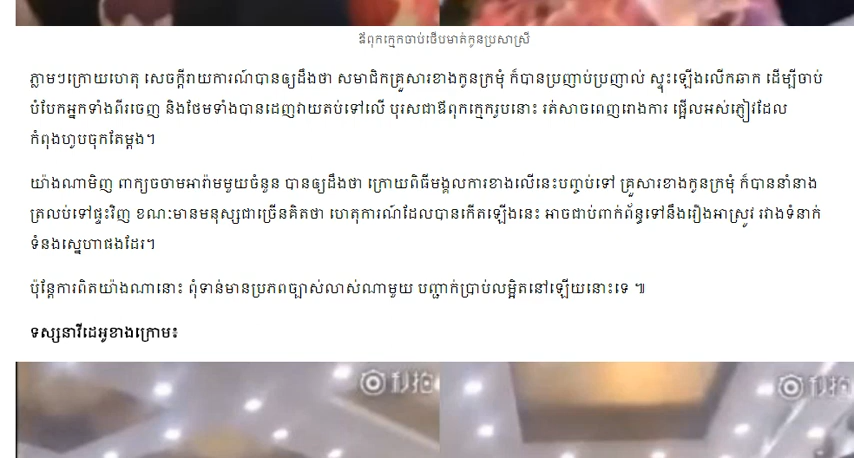 ឪពុកក្មេកចាប់ថើបមាត់កូនប្រសាស្រី
ភ្លាមៗក្រោយហេតុ សេចក្ដីរាយការណ៍បានឲ្យដឹងថា សមាជិកគ្រួសារខាងកូនក្រមុំ ក៏បានប្រញាប់ប្រញាល់ ស្ទុះឡើងលើឆាក ដើម្បីចាប់
បំបែកអ្នកទាំងពីរចេញ និងថែមទាំងបានដេញវាយតប់ទៅលើ បុរសជាឪពុកក្មេករូបនោះ រត់សាចពេញរោងការ ផ្អើលអស់ភ្ញៀវដែល
កំពុងហូបចុកតែម្ដង។
យ៉ាងណាមិញ ពាក្យចចាមអារ៉ាមមួយចំនួន បានឲ្យដឹងថា ក្រោយពិធីមង្គលការខាងលើនេះបញ្ចប់ទៅ គ្រួសារខាងកូនក្រមុំ ក៏បាននាំនាង
ត្រលប់ទៅផ្ទះវិញ ខណៈមានមនុស្សជាច្រើនគិតថា ហេតុការណ៍ដែលបានកើតឡើងនេះ អាចជាប់ពាក់ព័ន្ធទៅនឹងរឿងអាស្រូវ រវាងទំនាក់
ទំនងស្នេហាផងដែរ។
ប៉ុន្តែការពិតយ៉ាងណានោះ ពុំទាន់មានប្រភពច្បាស់លាស់ណាមួយ បញ្ជាក់ប្រាប់លម្អិតនៅឡើយនោះទេ ៕
ទស្សនាវីដេអូខាងក្រោម៖
秒拍